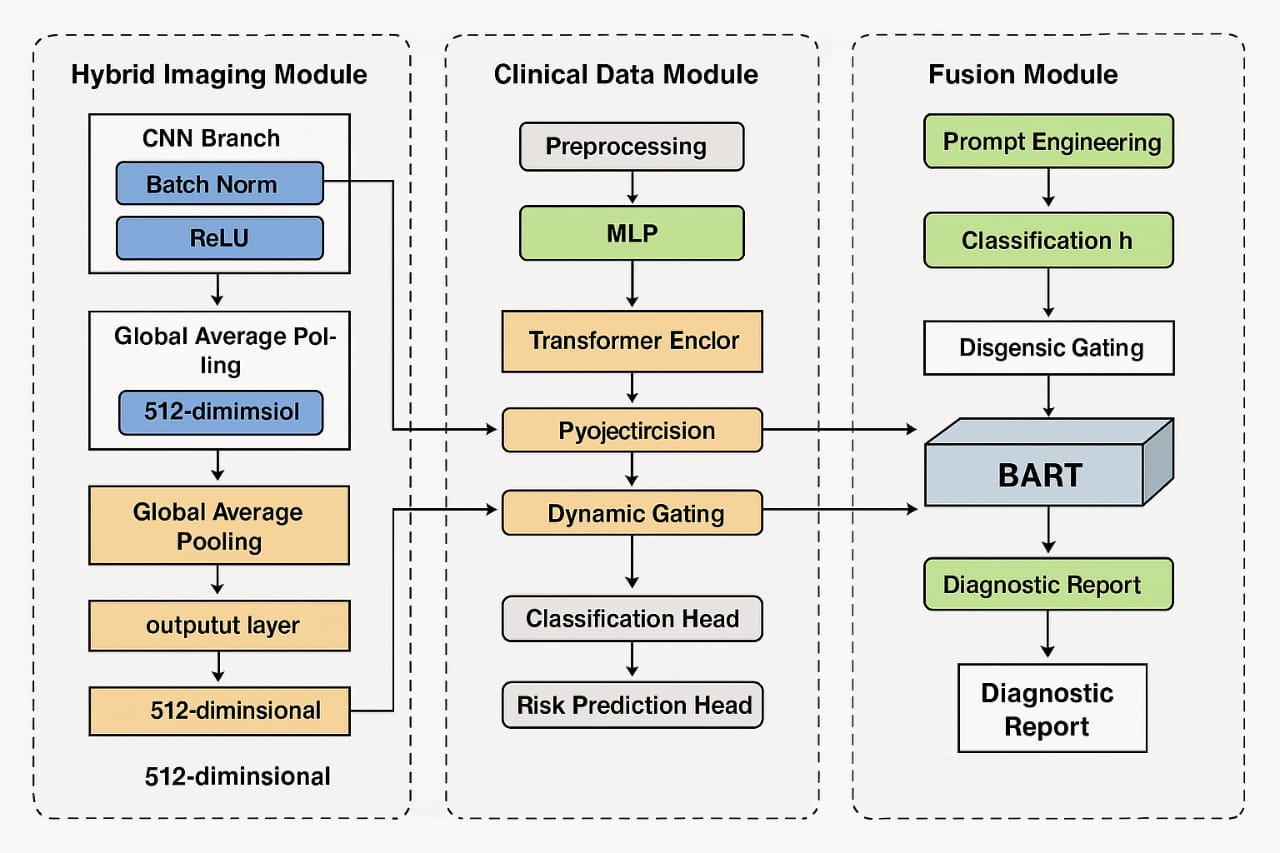 Hybrid Imaging Module
CNN Branch
Batch Norm
ReLU
Global Average Pol-
ling
512-dimimsiol
Global Average
Pooling
outputut layer
512-diminsional
512-diminsional
Clinical Data Module
Preprocessing
MLP
Transformer Enclor
Pyojectircision
Dynamic Gating
Classification Head
Risk Prediction Head
Fusion Module
Prompt Engineering
Classification h
Disgensic Gating
BART
Diagnostic Report
Diagnostic
Report